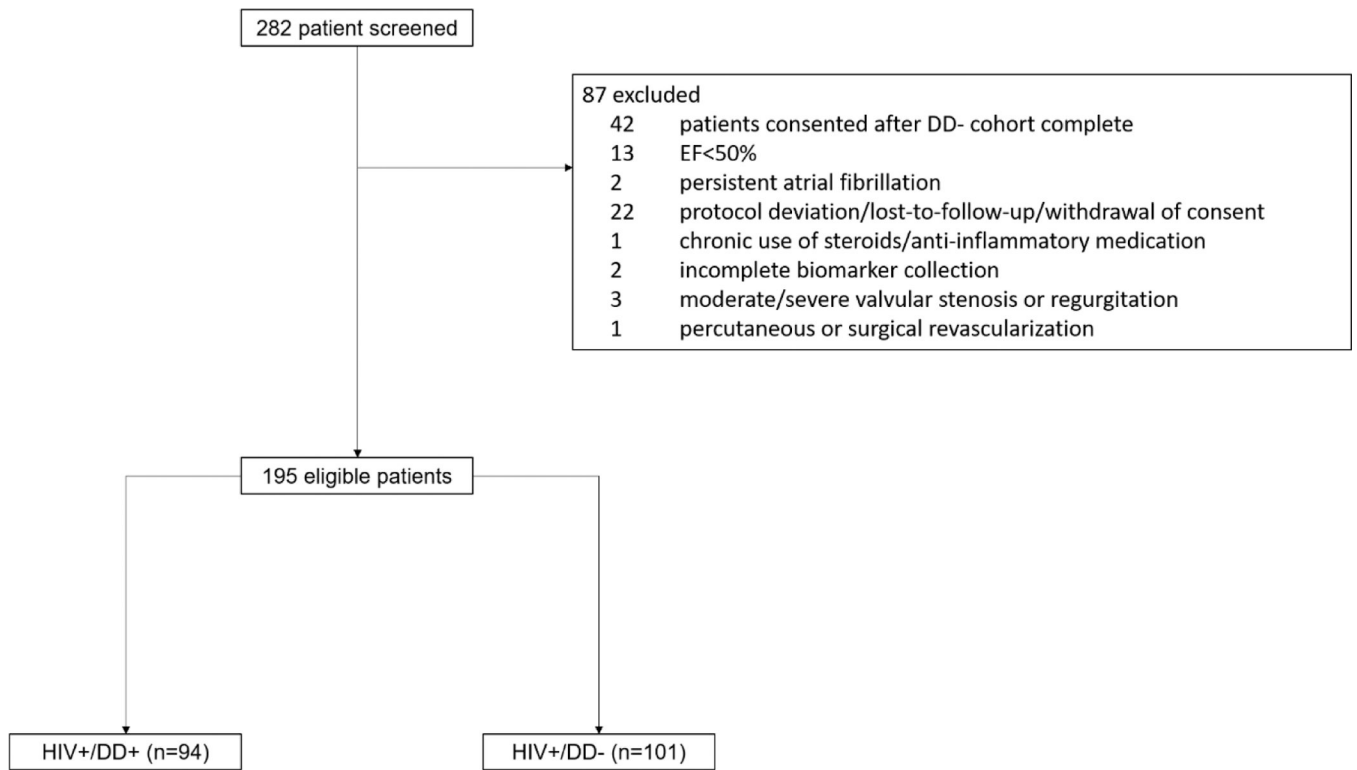 282 patient screened
87 excluded
42 patients consented after DD- cohort complete
13 EF<50%
2 persistent atrial fibrillation
22 protocol deviation/lost-to-follow-up/withdrawal of consent
1 chronic use of steroids/anti-inflammatory medication
2 incomplete biomarker collection
3 moderate/severe valvular stenosis or regurgitation
1 percutaneous or surgical revascularization
195 eligible patients
HIV+/DD+ (n=94)
HIV+/DD- (n=101)